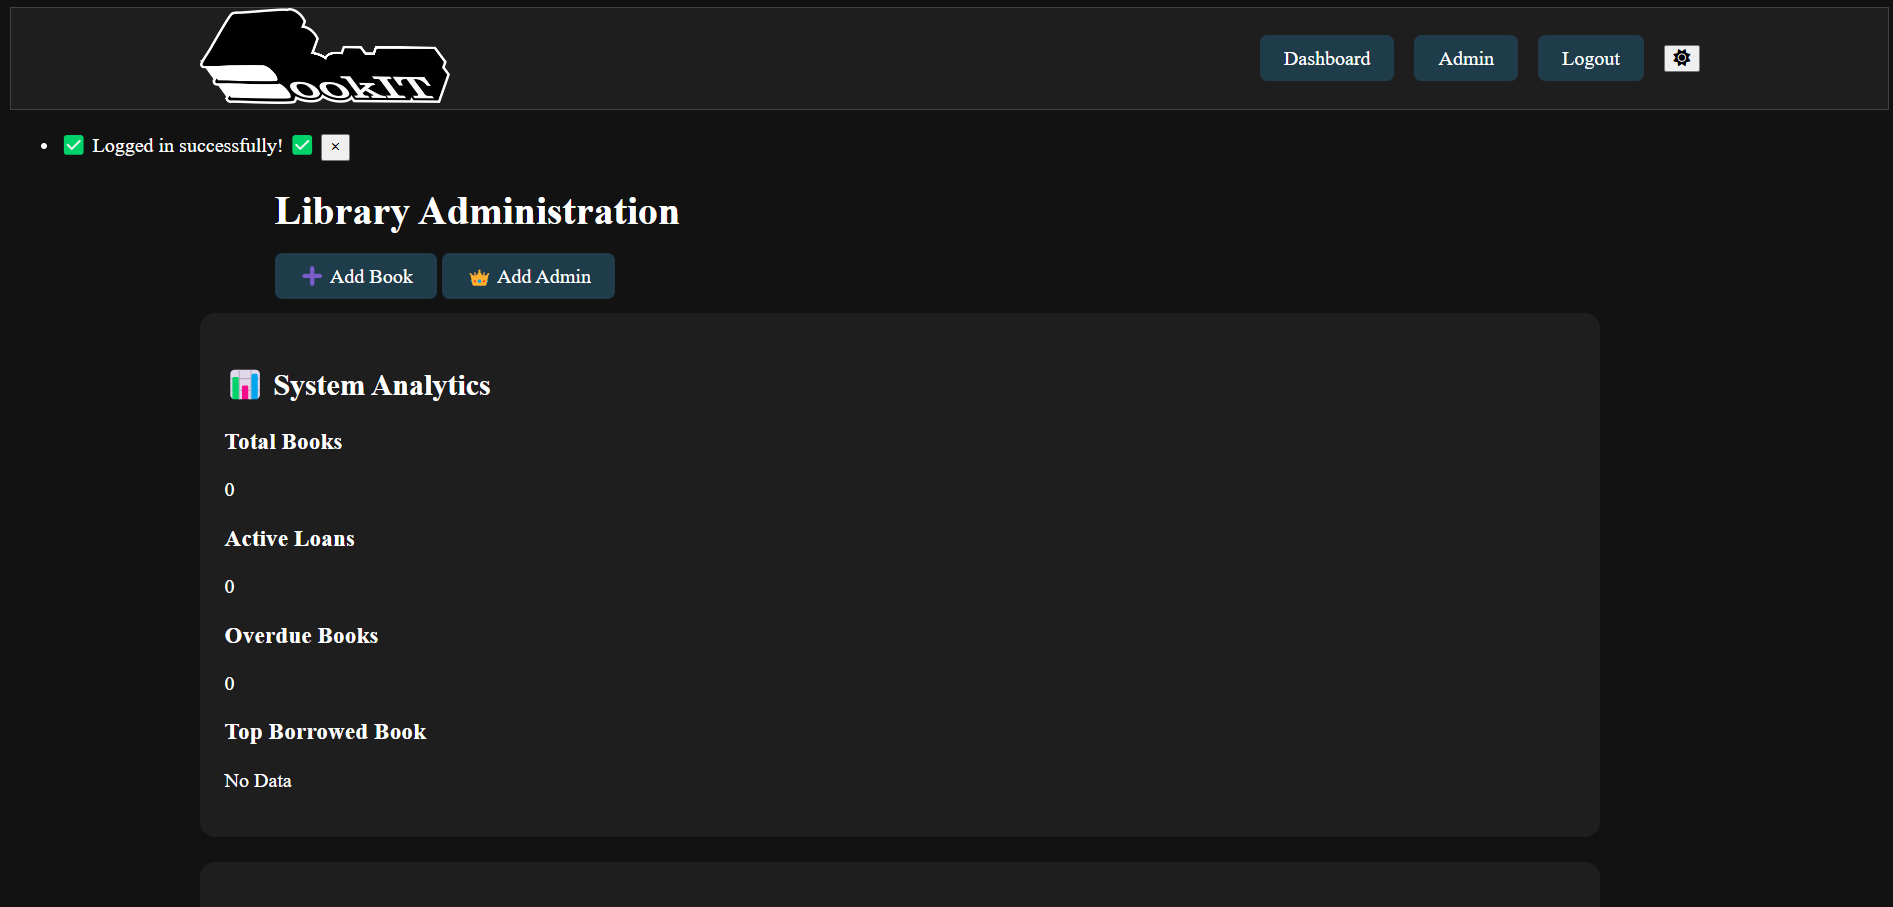 ookIT
Dashboard
Admin
Logout
Logged in successfully!
×
Library Administration
Add Book
Add Admin
System Analytics
Total Books
0
Active Loans
0
Overdue Books
0
Top Borrowed Book
No Data